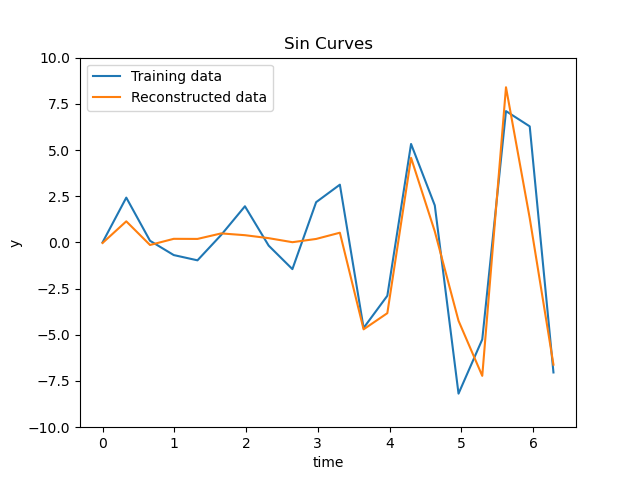 Sin Curves
Training data
Reconstructed data
y
10.0
7.5
5.0
2.5
0.0
−2.5
−5.0
−7.5
−10.0
0 1 2 3 4 5 6
time